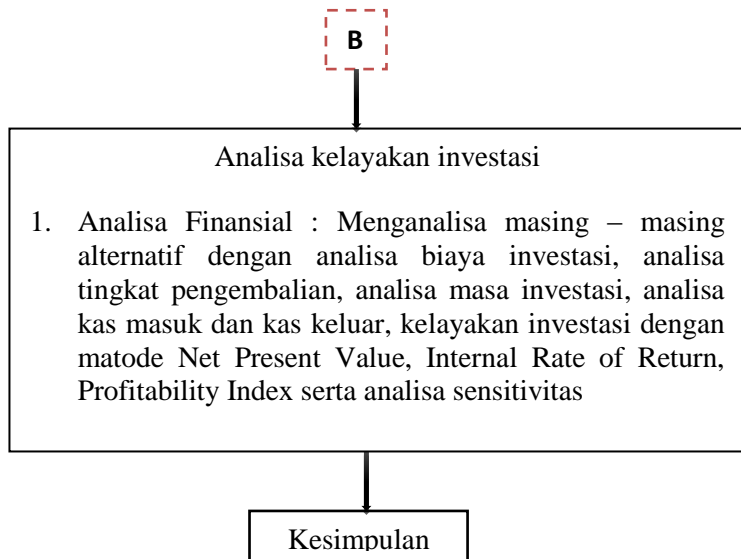 B
Analisa kelayakan investasi
1. Analisa Finansial : Menganalisa masing – masing
alternatif dengan analisa biaya investasi, analisa
tingkat pengembalian, analisa masa investasi, analisa
kas masuk dan kas keluar, kelayakan investasi dengan
matode Net Present Value, Internal Rate of Return,
Profitability Index serta analisa sensitivitas
Kesimpulan